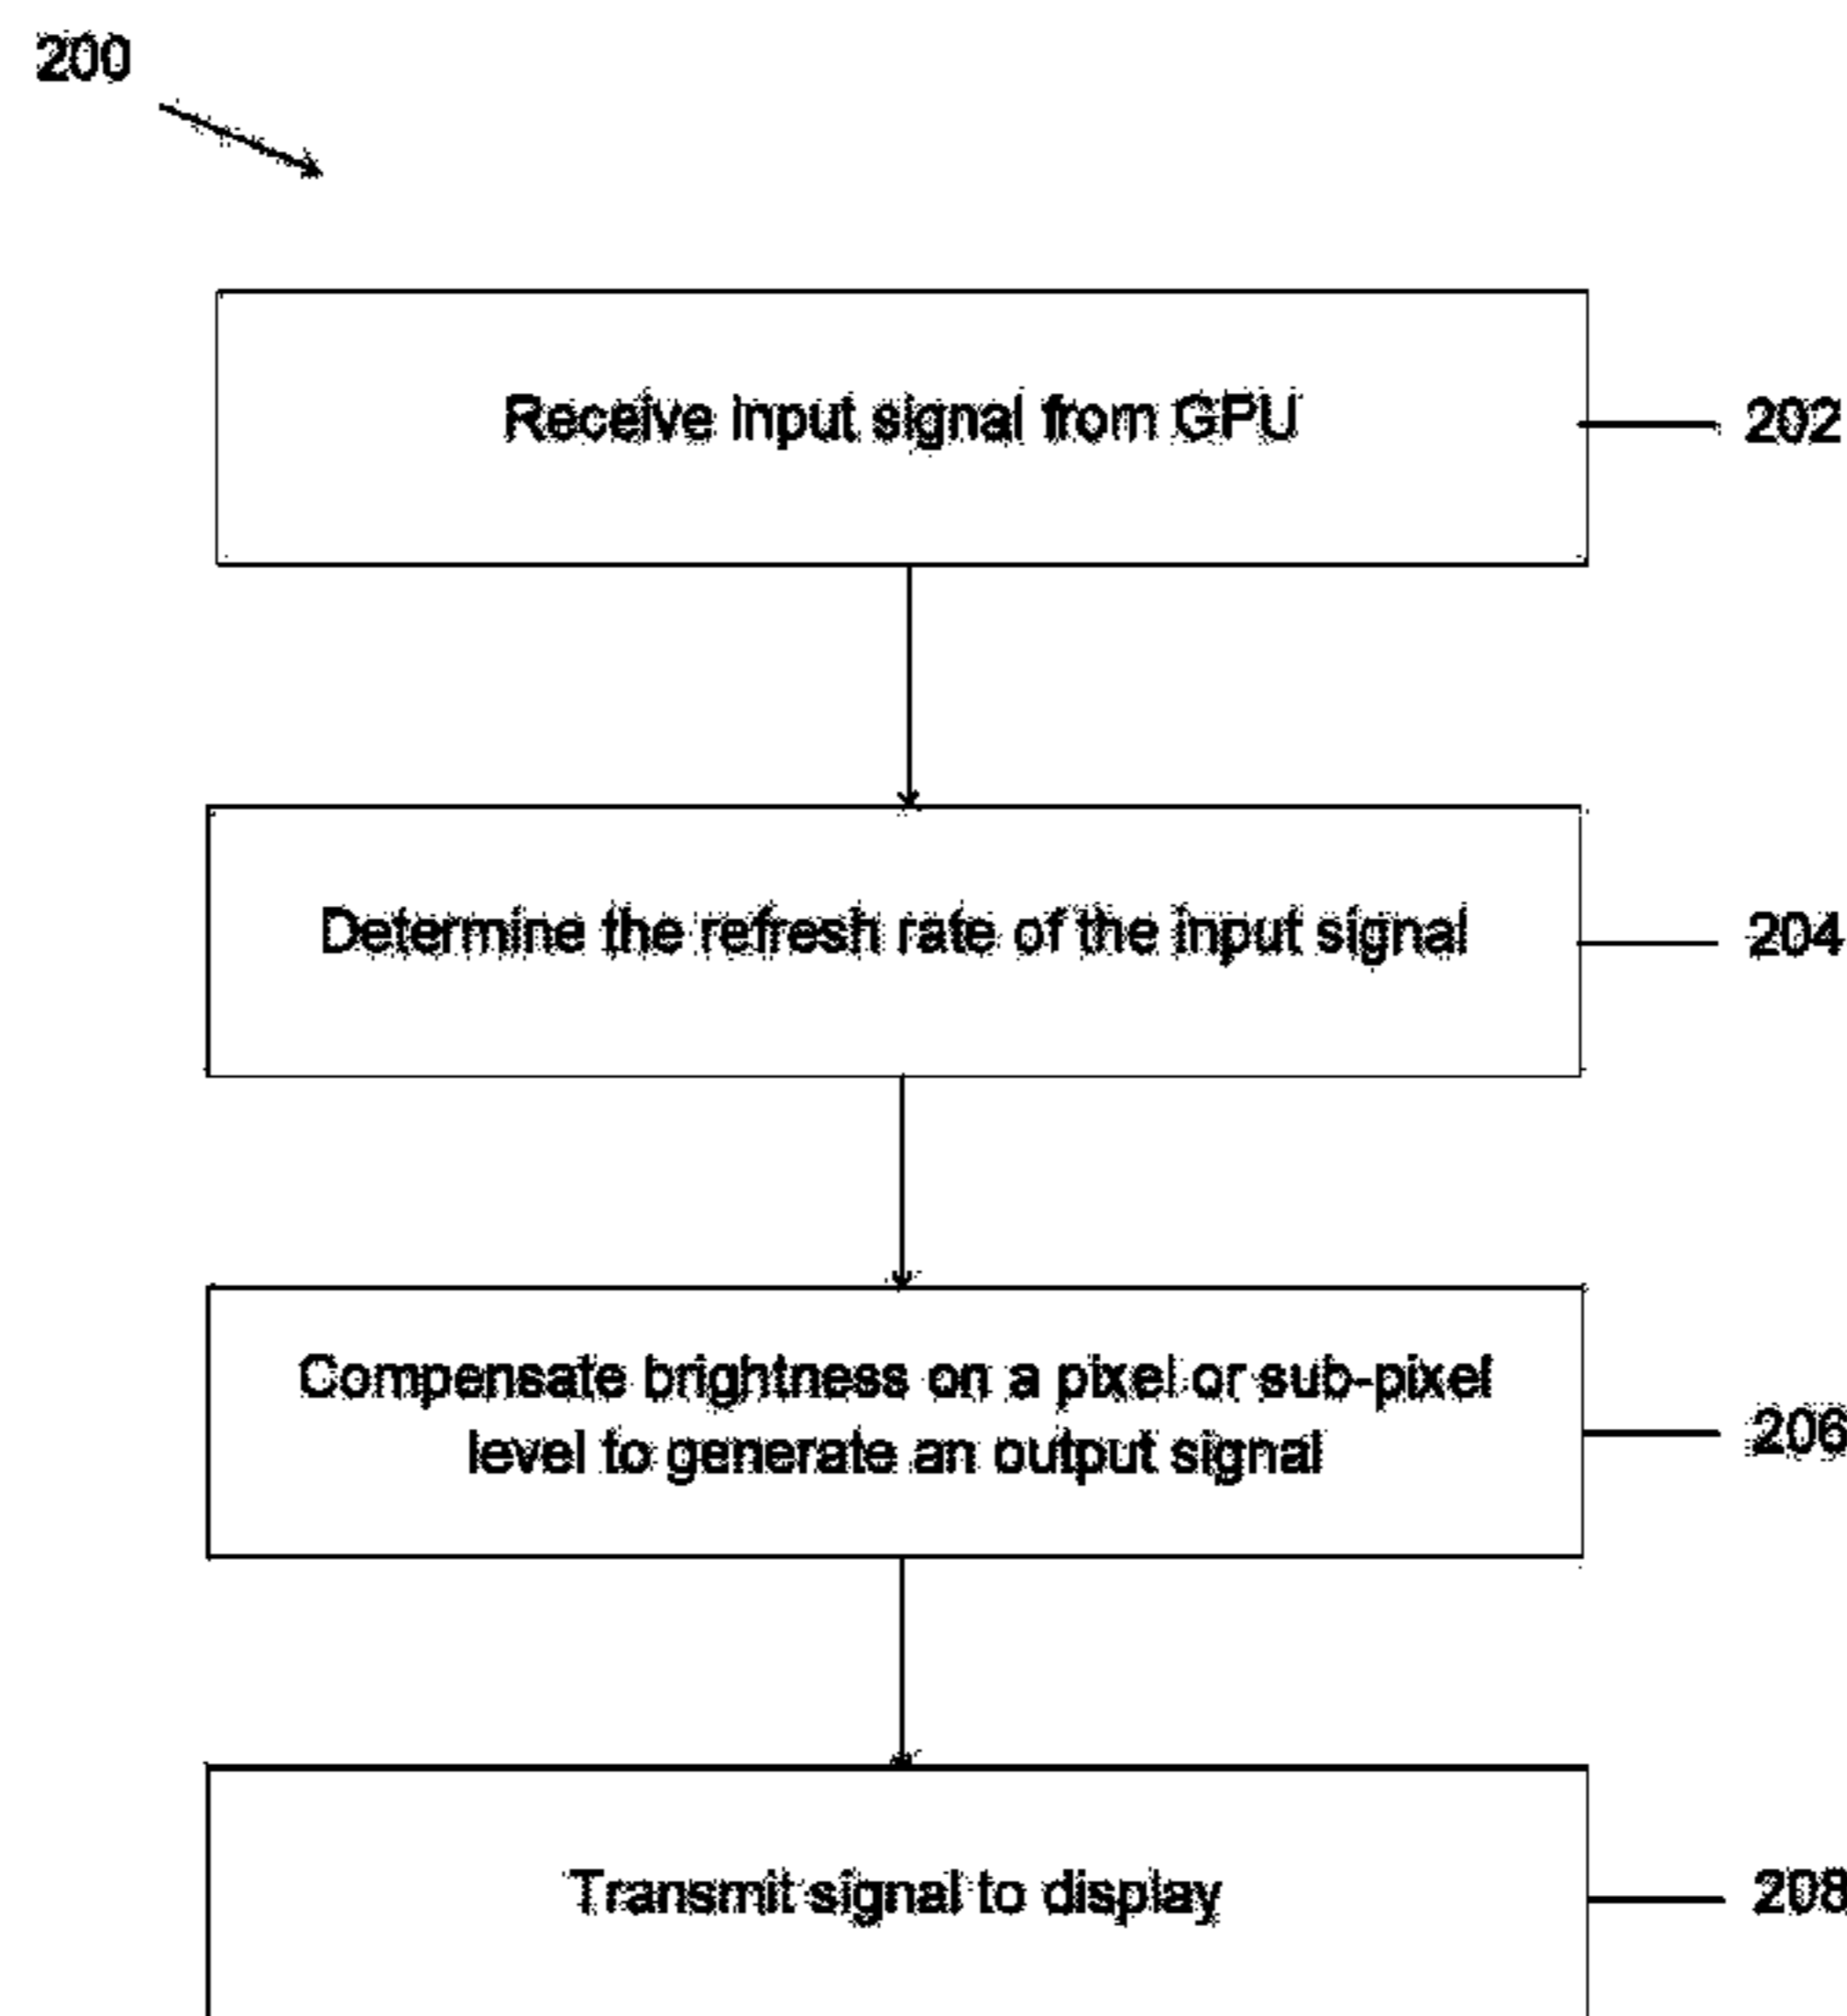 200
Receive input signal from GPU
202
Determine the refresh rate of the input signal
204
Compensate brightness on a pixel or sub-pixel
level to generate an output signal
206
Transmit signal to display
208